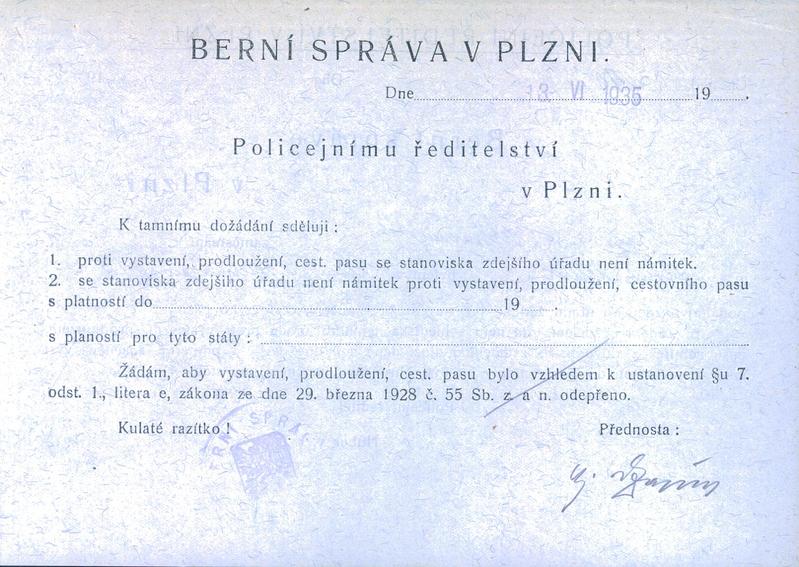 BERNÍ SPRÁVA V PLZNI.
Dne 13 VI 1935 19 .
Policejnímu ředitelství
v Plzni.
K tamnímu dožádání sděluji :
1. proti vystavení, prodloužení, cest. pasu se stanoviska zdejšího úřadu není námitek.
2. se stanoviska zdejšiho úřadu není námitek proti vystavení, prodloužení, cestovního pasu
s platností do 19 .
s plaností pro tyto státy :
Žádám, aby vystavení, prodloužení, cest. pasu bylo vzhledem k ustanovení §u 7.
odst. 1., litera e, zákona ze dne 29. března 1928 č. 55 Sb. z. a n. odepřeno.
Kulaté razítko !
Přednosta :